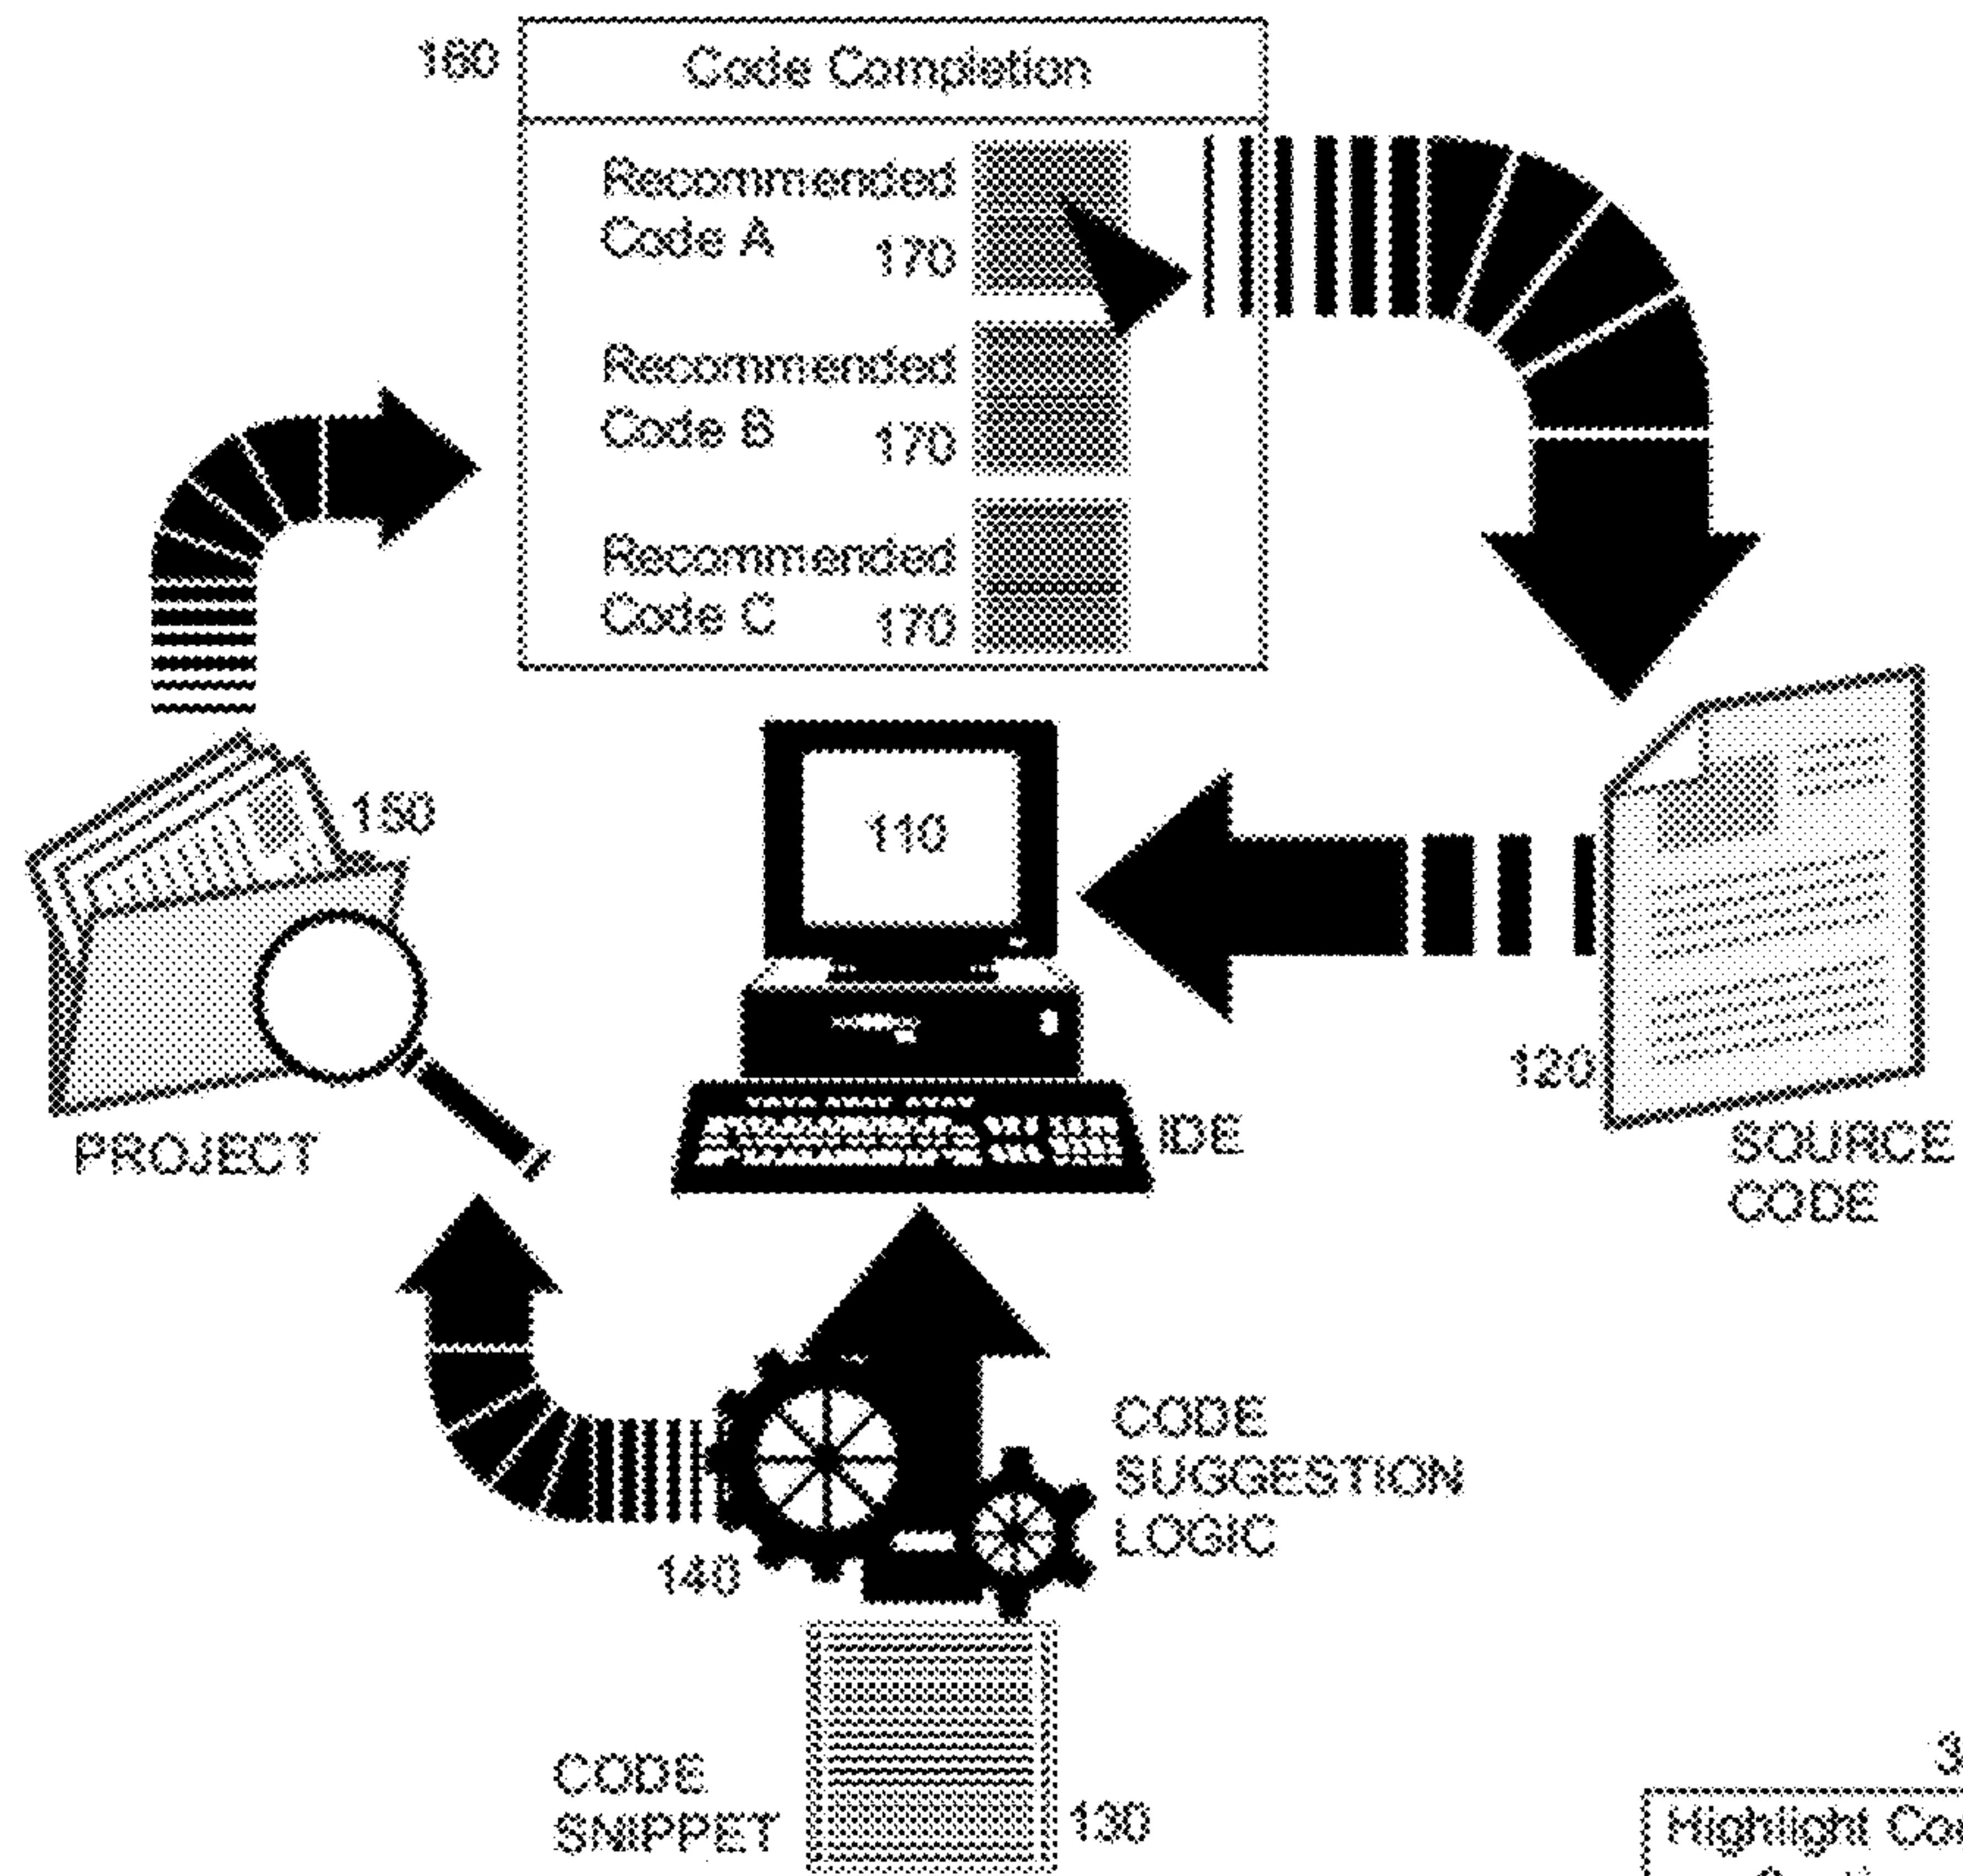 160
Code Completion
Recommended
Code A 170
Recommended
Code B 170
Recommended
Code C 170
150
110
120
PROJECT
IDE
SOURCE
CODE
CODE
SUGGESTION
LOGIC
140
CODE
SNIPPET
130
3
Highlight